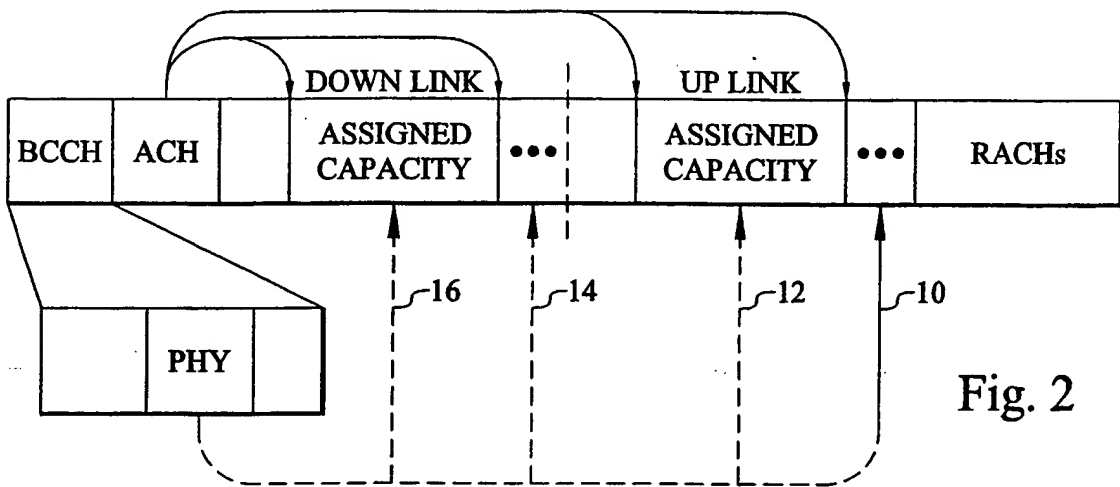 DOWN LINK
UP LINK
BCCH
ACH
ASSIGNED
CAPACITY
•••
ASSIGNED
CAPACITY
•••
RACHs
16
14
12
10
PHY
Fig. 2